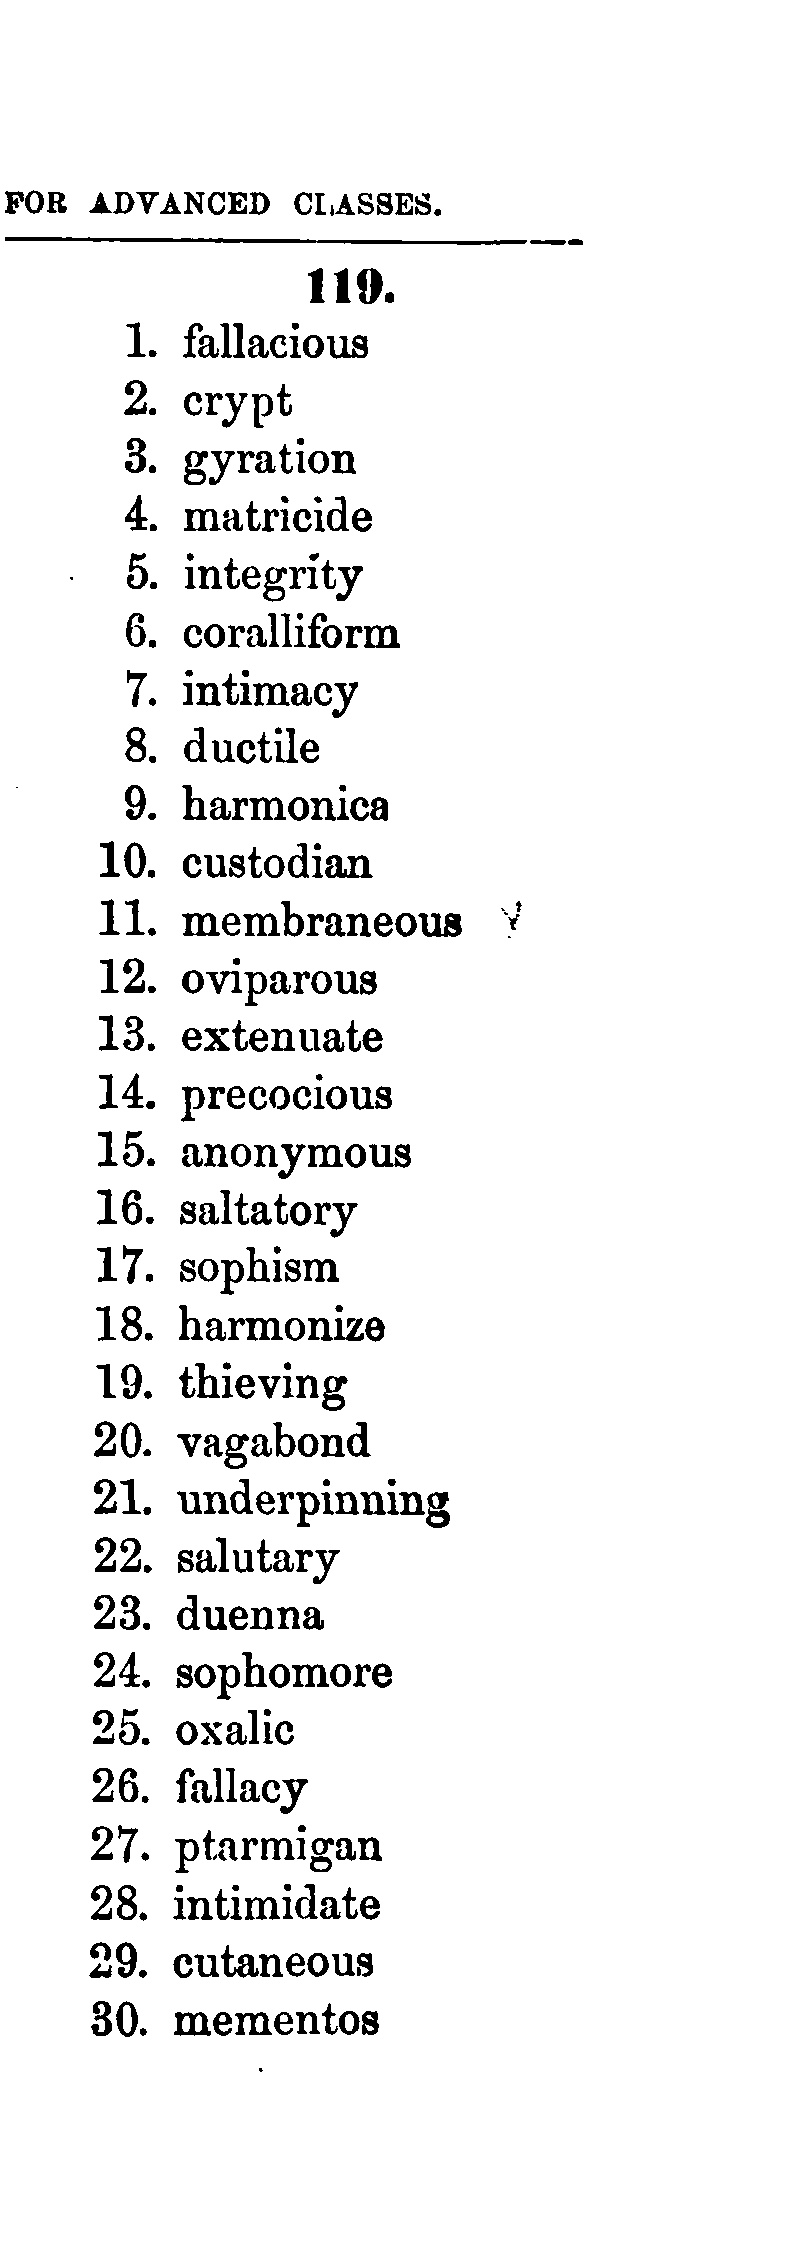 FOR ADVANCED CLASSES.
119.
1. fallacious
2. crypt
3. gyration
4. matricide
5. integrity
6. coralliform
7. intimacy
8. ductile
9. harmonica
10. custodian
11. membraneous
12. oviparous
13. extenuate
14. precocious
15. anonymous
16. saltatory
17. sophism
18. harmonize
19. thieving
20. vagabond
21. underpinning
22. salutary
23. duenna
24. sophomore
25. oxalic
26. fallacy
27. ptarmigan
28. intimidate
29. cutaneous
30. mementos